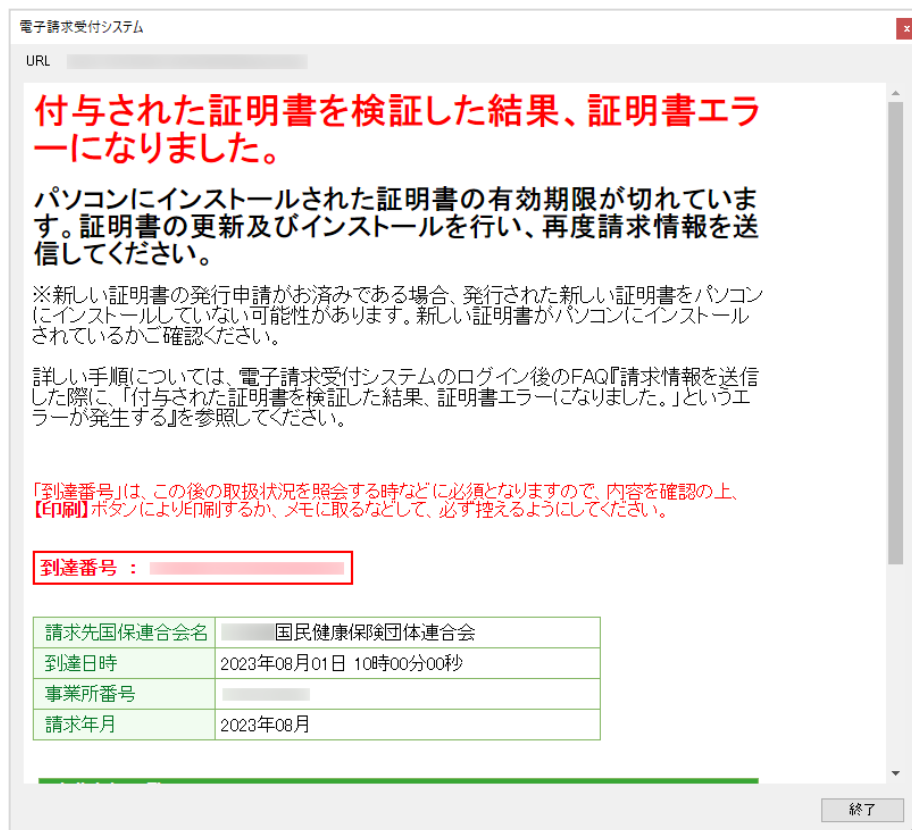 電子請求受付システム
x
URL
付与された証明書を検証した結果、証明書エラ
ーになりました。
パソコンにインストールされた証明書の有効期限が切れていま
す。証明書の更新及びインストールを行い、再度請求情報を送
信してください。
※新しい証明書の発行申請がお済みである場合、発行された新しい証明書をパソコン
にインストールしていない可能性があります。新しい証明書がパソコンにインストール
されているかご確認ください。
詳しい手順については、電子請求受付システムのログイン後のFAQ『請求情報を送信
した際に、「付与された証明書を検証した結果、証明書エラーになりました。」というエ
ラーが発生する』を参照してください。
「到達番号」は、この後の取扱状況を照会する時などに必須となりますので、内容を確認の上、
【印刷】ボタンにより印刷するか、メモに取るなどして、必ず控えるようにしてください。
到達番号 ：
請求先国保連合会名 国民健康保険団体連合会
到達日時 2023年08月01日 10時00分00秒
事業所番号
請求年月 2023年08月
終了